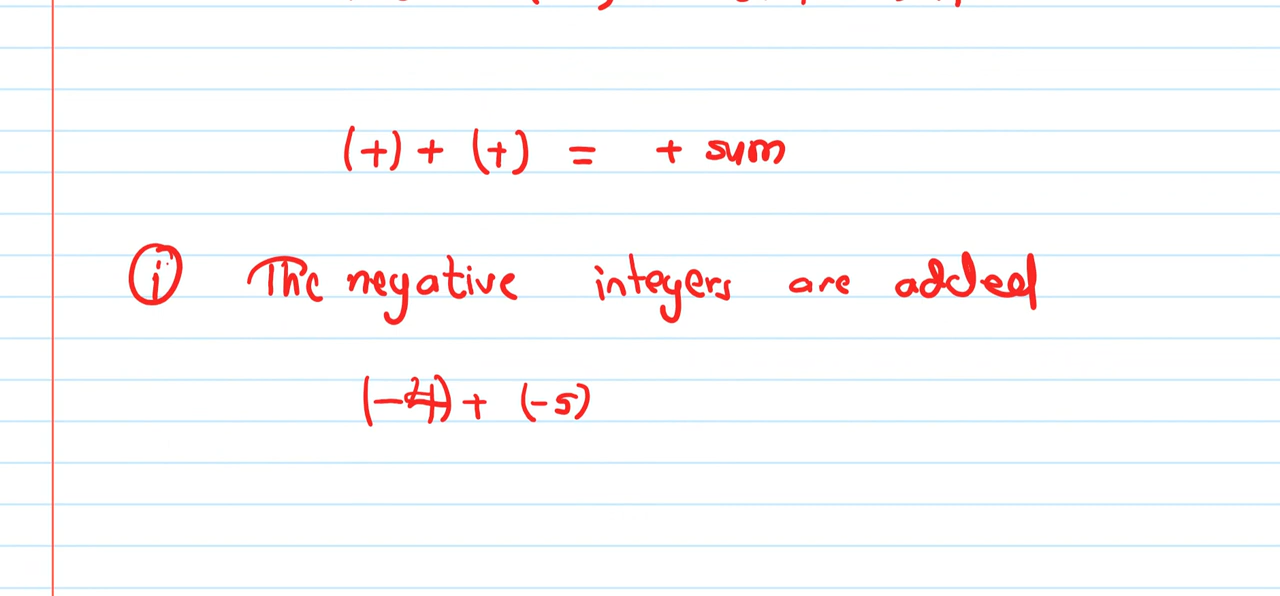 (+) + (+) = + sum
(i) The negative integers are added
(-4) + (-5)